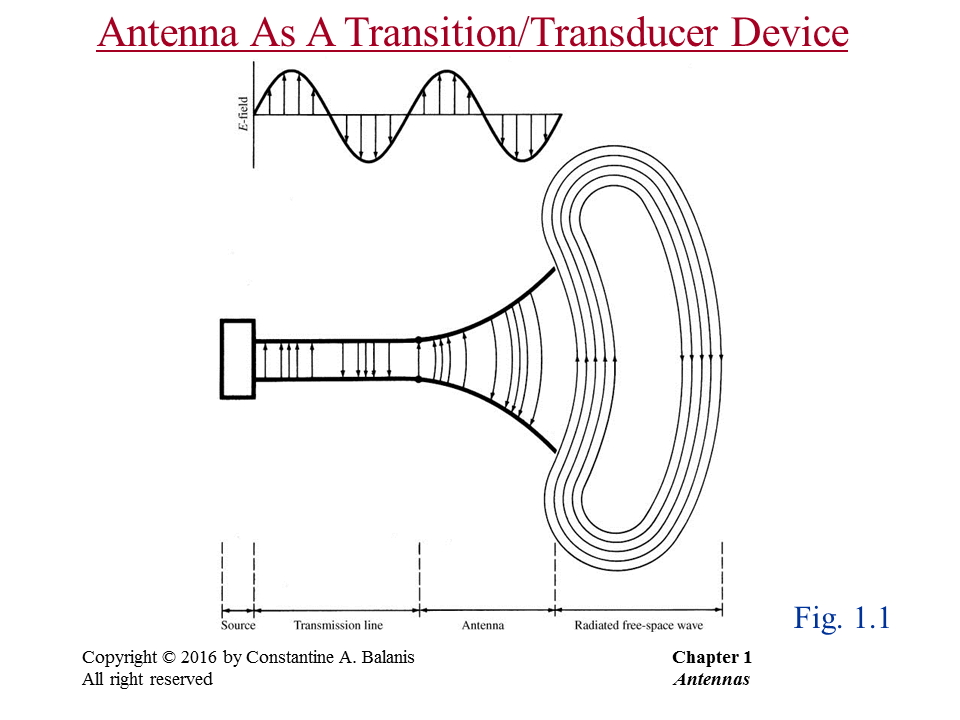 Antenna As A Transition/Transducer Device
E-field
Source
Transmission line
Antenna
Radiated free-space wave
Fig. 1.1
Copyright © 2016 by Constantine A. Balanis
All right reserved
Chapter 1
Antennas